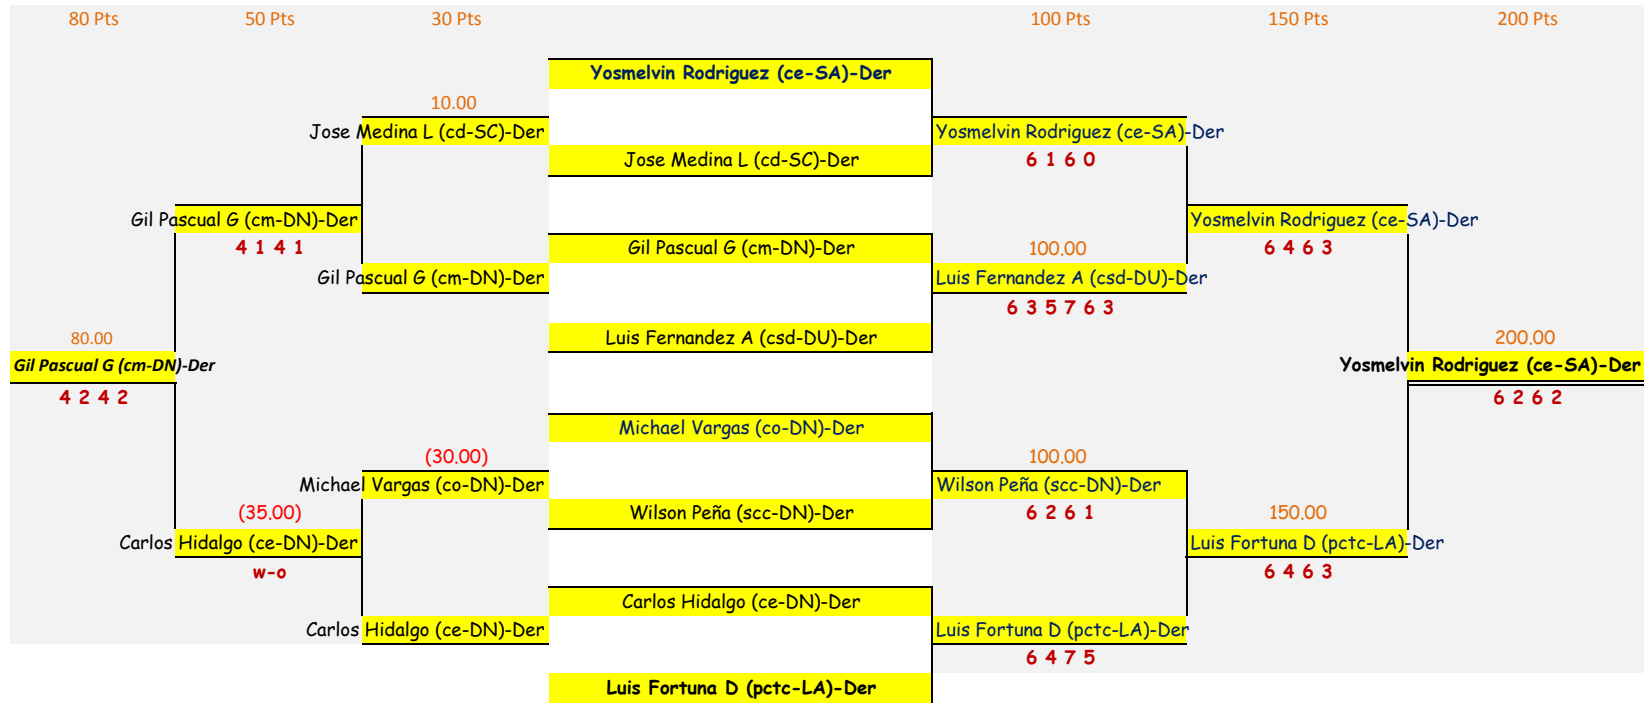 80 Pts 50 Pts 30 Pts 100 Pts 150 Pts 200 Pts
Yosmelvin Rodriguez (ce-SA)-Der
10.00
Jose Medina L (cd-SC)-Der Yosmelvin Rodriguez (ce-SA)-Der
Jose Medina L (cd-SC)-Der 6 1 6 0
Gil Pascual G (cm-DN)-Der Yosmelvin Rodriguez (ce-SA)-Der
4 1 4 1 Gil Pascual G (cm-DN)-Der 100.00 6 4 6 3
Gil Pascual G (cm-DN)-Der Luis Fernandez A (csd-DU)-Der
6 3 5 7 6 3
80.00 Luis Fernandez A (csd-DU)-Der 200.00
Gil Pascual G (cm-DN)-Der Yosmelvin Rodriguez (ce-SA)-Der
4 2 4 2 6 2 6 2
Michael Vargas (co-DN)-Der
(30.00) 100.00
Michael Vargas (co-DN)-Der Wilson Peña (scc-DN)-Der
(35.00) Wilson Peña (scc-DN)-Der 6 2 6 1 150.00
Carlos Hidalgo (ce-DN)-Der Luis Fortuna D (pctc-LA)-Der
w-o 6 4 6 3
Carlos Hidalgo (ce-DN)-Der
Carlos Hidalgo (ce-DN)-Der Luis Fortuna D (pctc-LA)-Der
6 4 7 5
Luis Fortuna D (pctc-LA)-Der